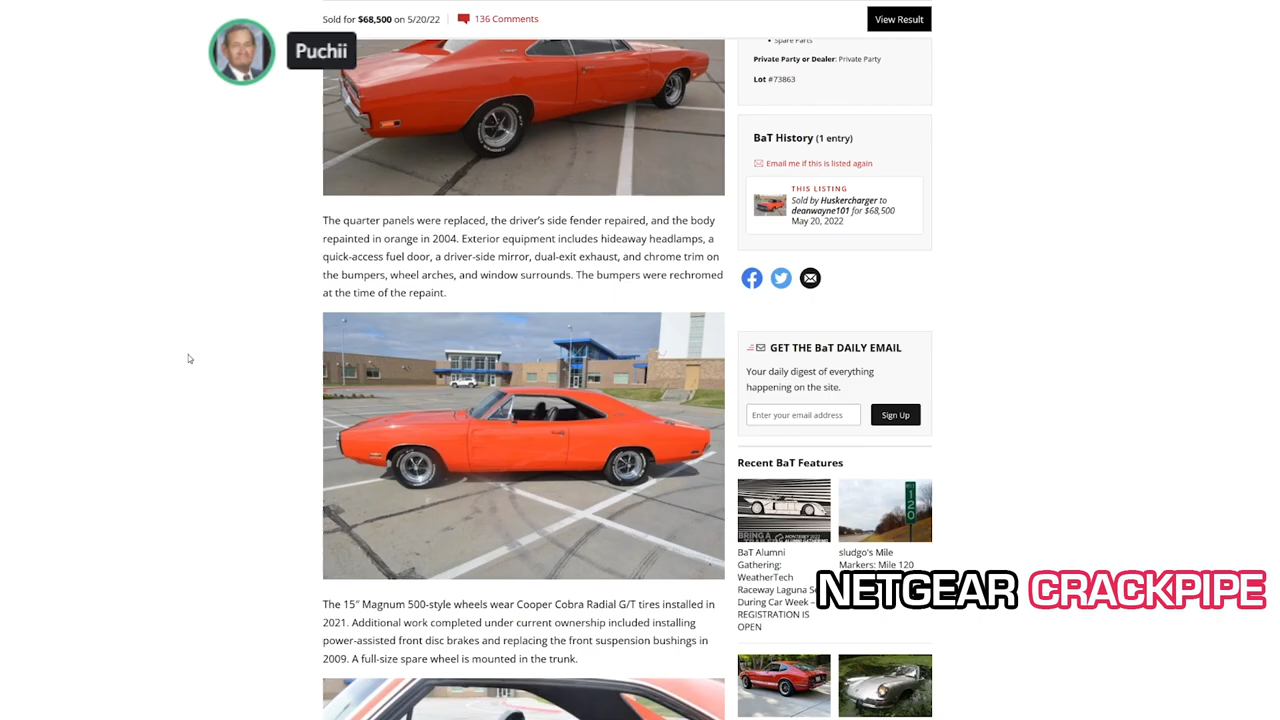 Sold for $68,500 on 5/20/22
136 Comments
View Result
Puchii
Spare Parts
Private Party or Dealer: Private Party
Lot #73863
BaT History (1 entry)
Email me if this is listed again
THIS LISTING
Sold by Huskercharger to
deanwayne101 for $68,500
May 20, 2022
The quarter panels were replaced, the driver's side fender repaired, and the body
repainted in orange in 2004. Exterior equipment includes hideaway headlamps, a
quick-access fuel door, a driver-side mirror, dual-exit exhaust, and chrome trim on
the bumpers, wheel arches, and window surrounds. The bumpers were rechromed
at the time of the repaint.
GET THE BaT DAILY EMAIL
Your daily digest of everything
happening on the site.
Enter your email address
Sign Up
Recent BaT Features
BRING A TRAILER
MILE
120
BaT Alumni
Gathering:
WeatherTech
Raceway Laguna S
During Car Week –
REGISTRATION IS
OPEN
sludgo's Mile
Markers: Mile 120
NETGEAR CRACKPIPE
The 15″ Magnum 500-style wheels wear Cooper Cobra Radial G/T tires installed in
2021. Additional work completed under current ownership included installing
power-assisted front disc brakes and replacing the front suspension bushings in
2009. A full-size spare wheel is mounted in the trunk.